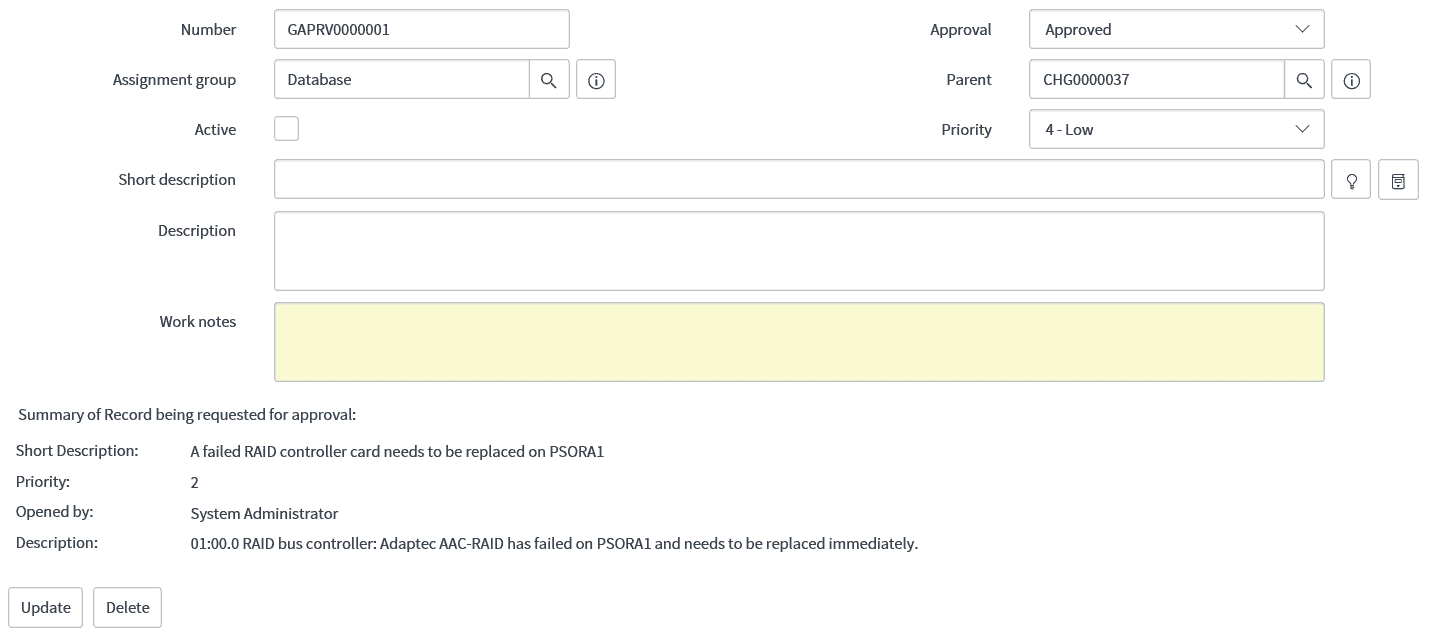 Number GAPRV0000001 Approval Approved
Assignment group Database Parent CHG0000037
Active Priority 4 - Low
Short description
Description
Work notes
Summary of Record being requested for approval:
Short Description: A failed RAID controller card needs to be replaced on PSORA1
Priority: 2
Opened by: System Administrator
Description: 01:00.0 RAID bus controller: Adaptec AAC-RAID has failed on PSORA1 and needs to be replaced immediately.
Update Delete